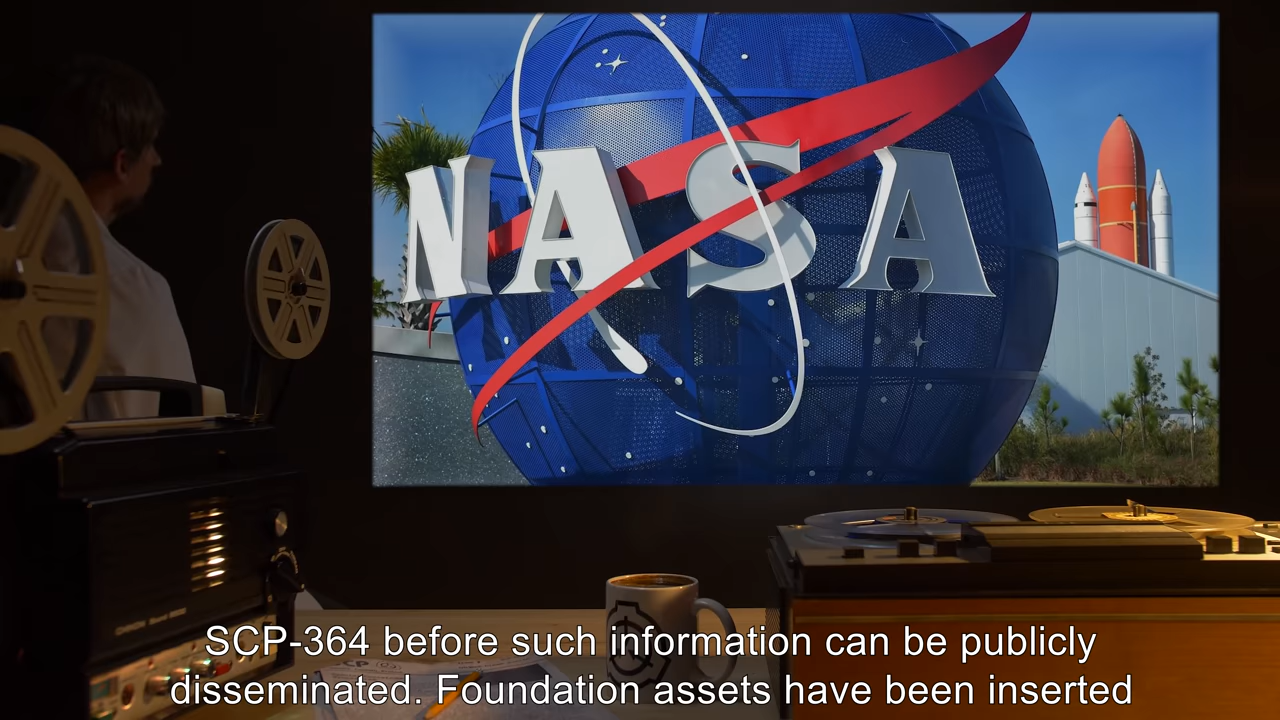 NASA
SCP-364 before such information can be publicly
disseminated. Foundation assets have been inserted